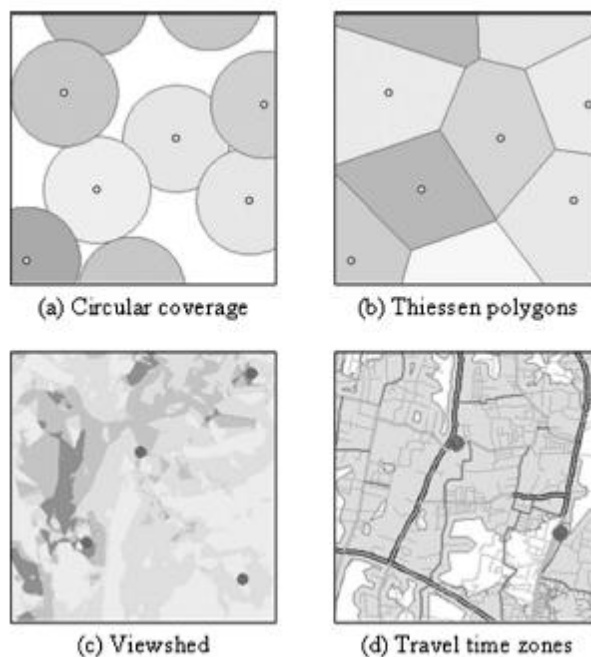 (a) Circular coverage
(b) Thiessen polygons
(c) Viewshed
(d) Travel time zones